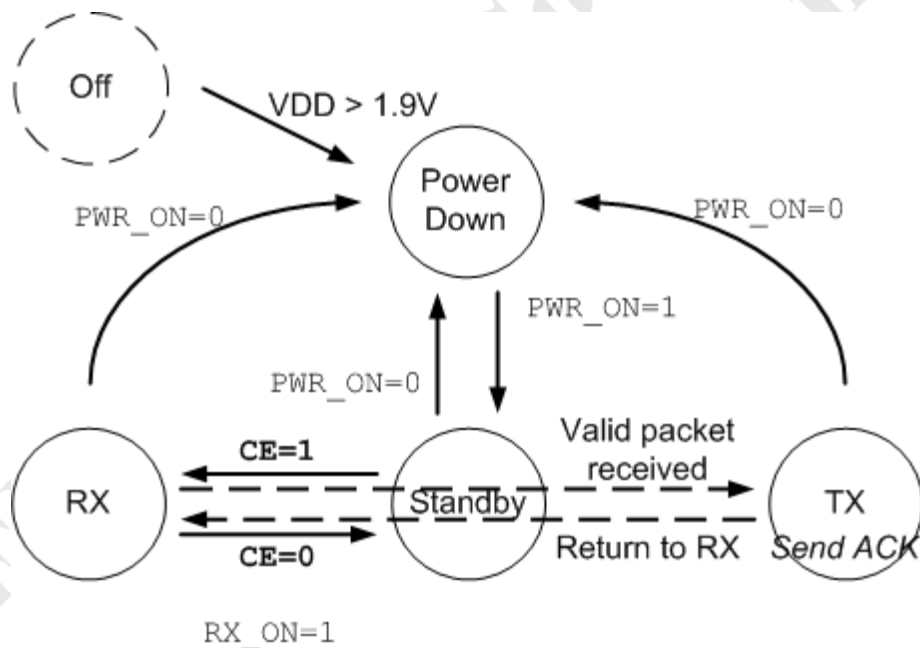 Off
VDD > 1.9V
Power
Down
PWR_ON=0
PWR_ON=0
PWR_ON=1
PWR_ON=0
CE=1
Valid packet
received
RX
Standby
TX
Send ACK
CE=0
Return to RX
RX_ON=1